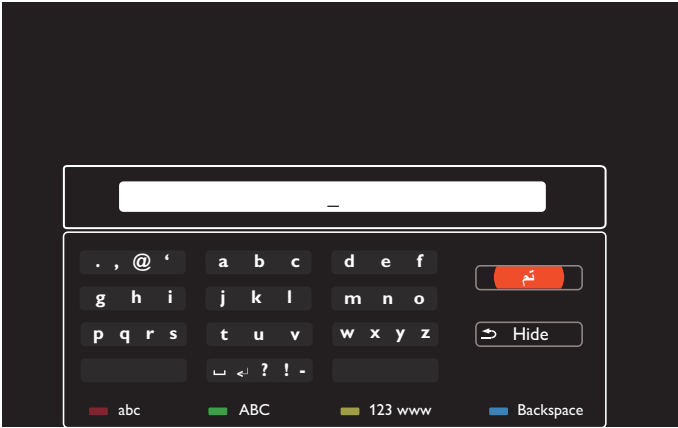 _
. , @ ‘ a b c d e f
تم
g h i j k l m n o
p q r s t u v w x y z
Hide
⌴ ↵ ? ! -
abc ABC 123 www Backspace